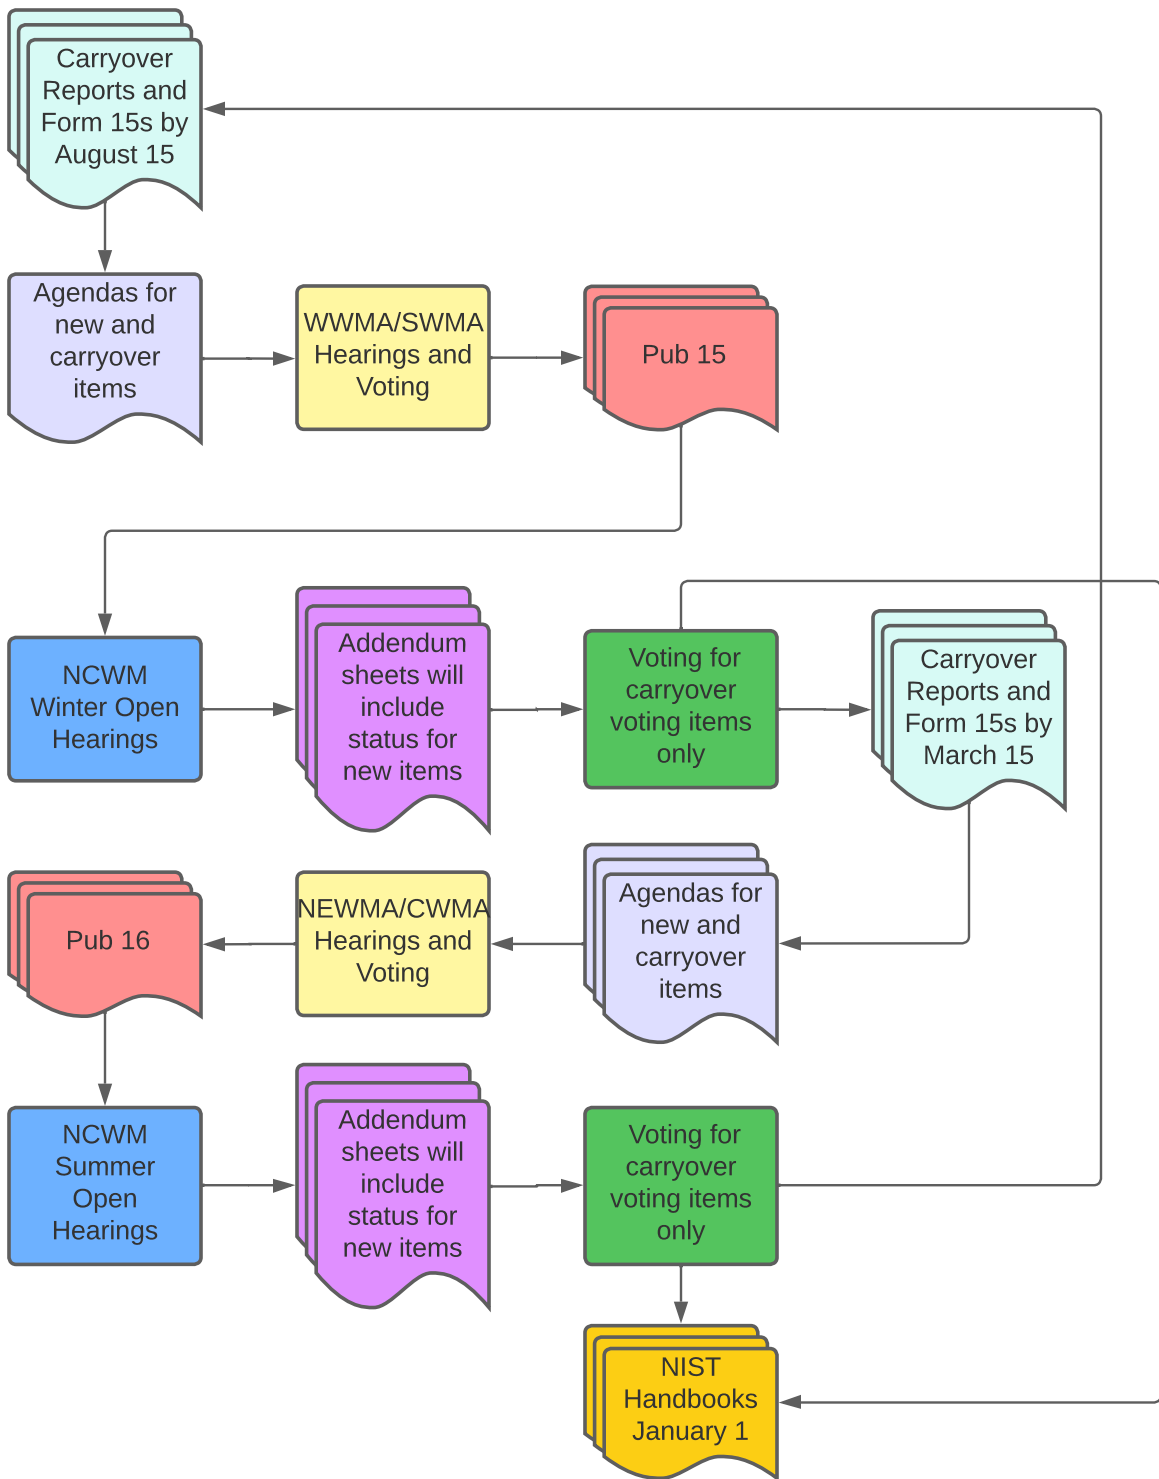 Carryover
Reports and
Form 15s by
August 15
Agendas for
new and
carryover
items
WWMA/SWMA
Hearings and
Voting
Pub 15
NCWM
Winter Open
Hearings
Addendum
sheets will
include
status for
new items
Voting for
carryover
voting items
only
Carryover
Reports and
Form 15s by
March 15
Pub 16
NEWMA/CWMA
Hearings and
Voting
Agendas for
new and
carryover
items
NCWM
Summer
Open
Hearings
Addendum
sheets will
include
status for
new items
Voting for
carryover
voting items
only
NIST
Handbooks
January 1